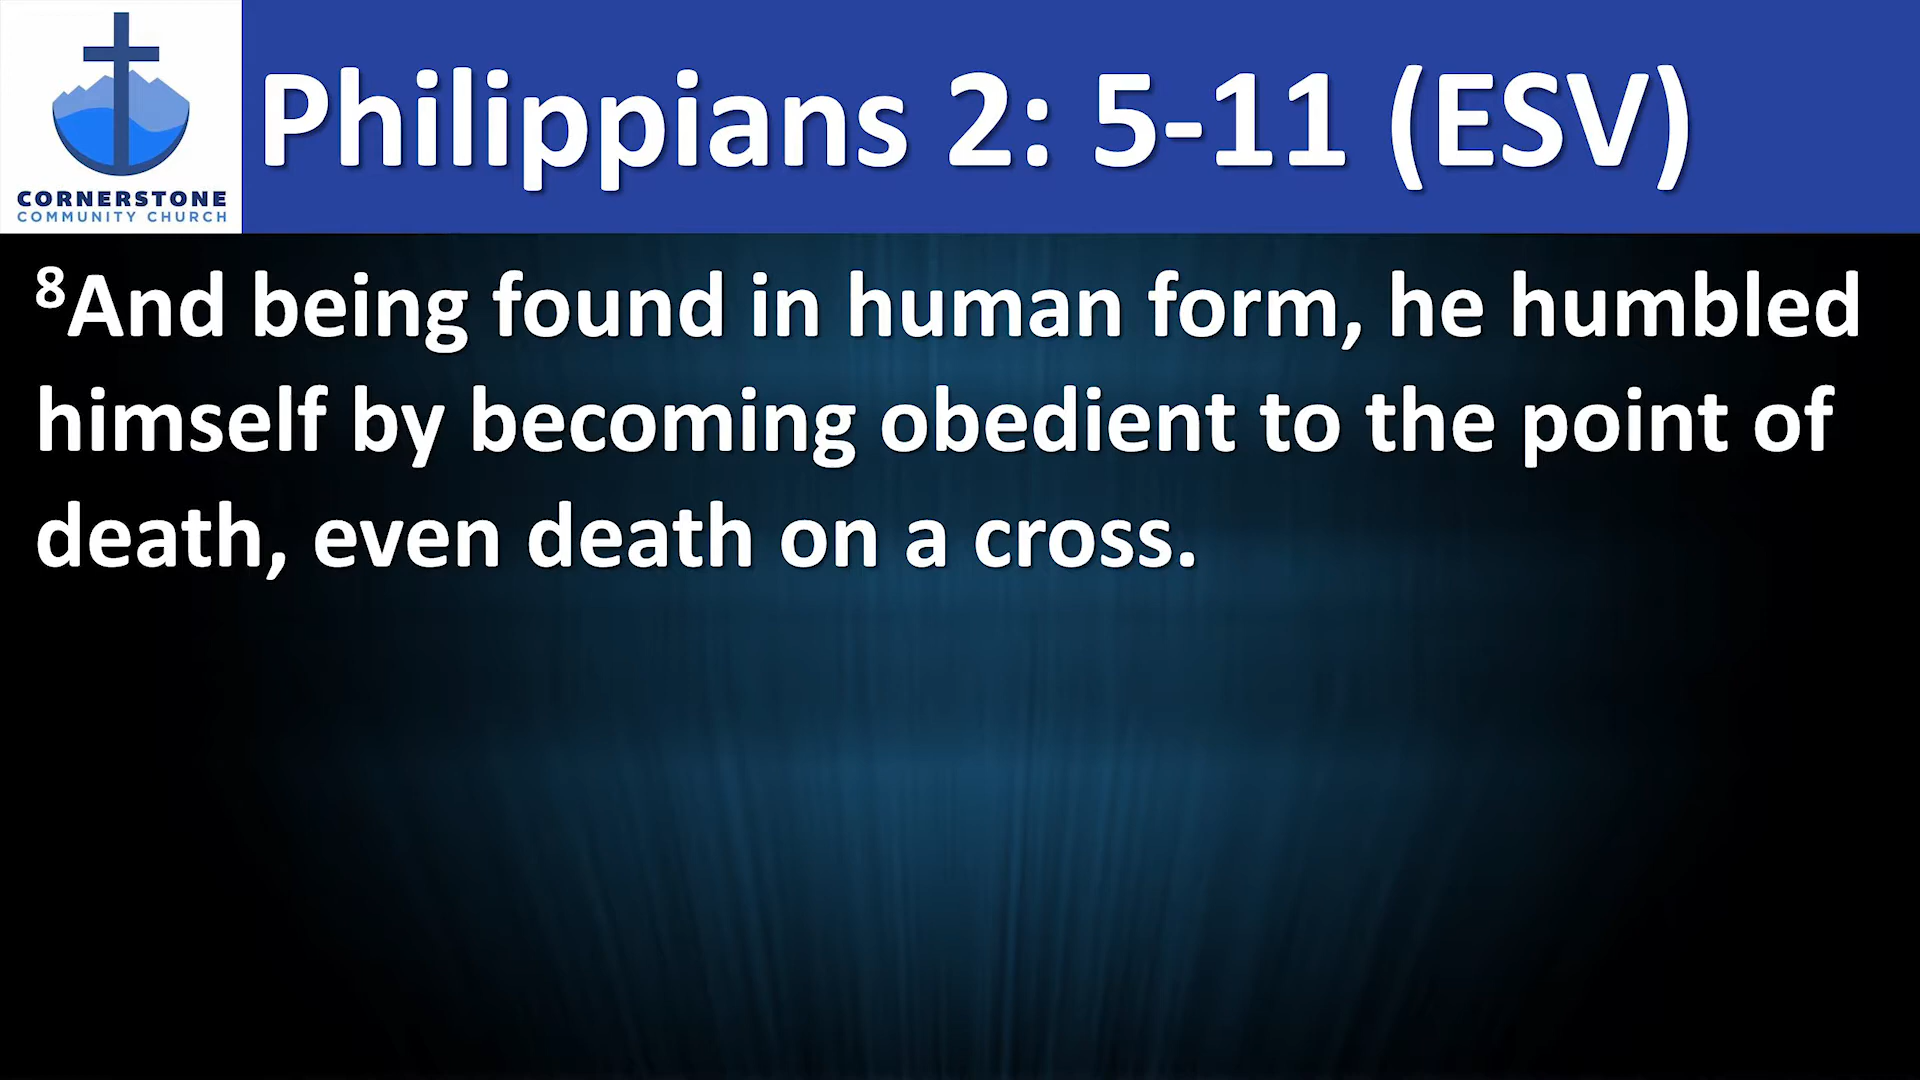 CORNERSTONE
COMMUNITY CHURCH
Philippians 2: 5-11 (ESV)
⁸And being found in human form, he humbled
himself by becoming obedient to the point of
death, even death on a cross.